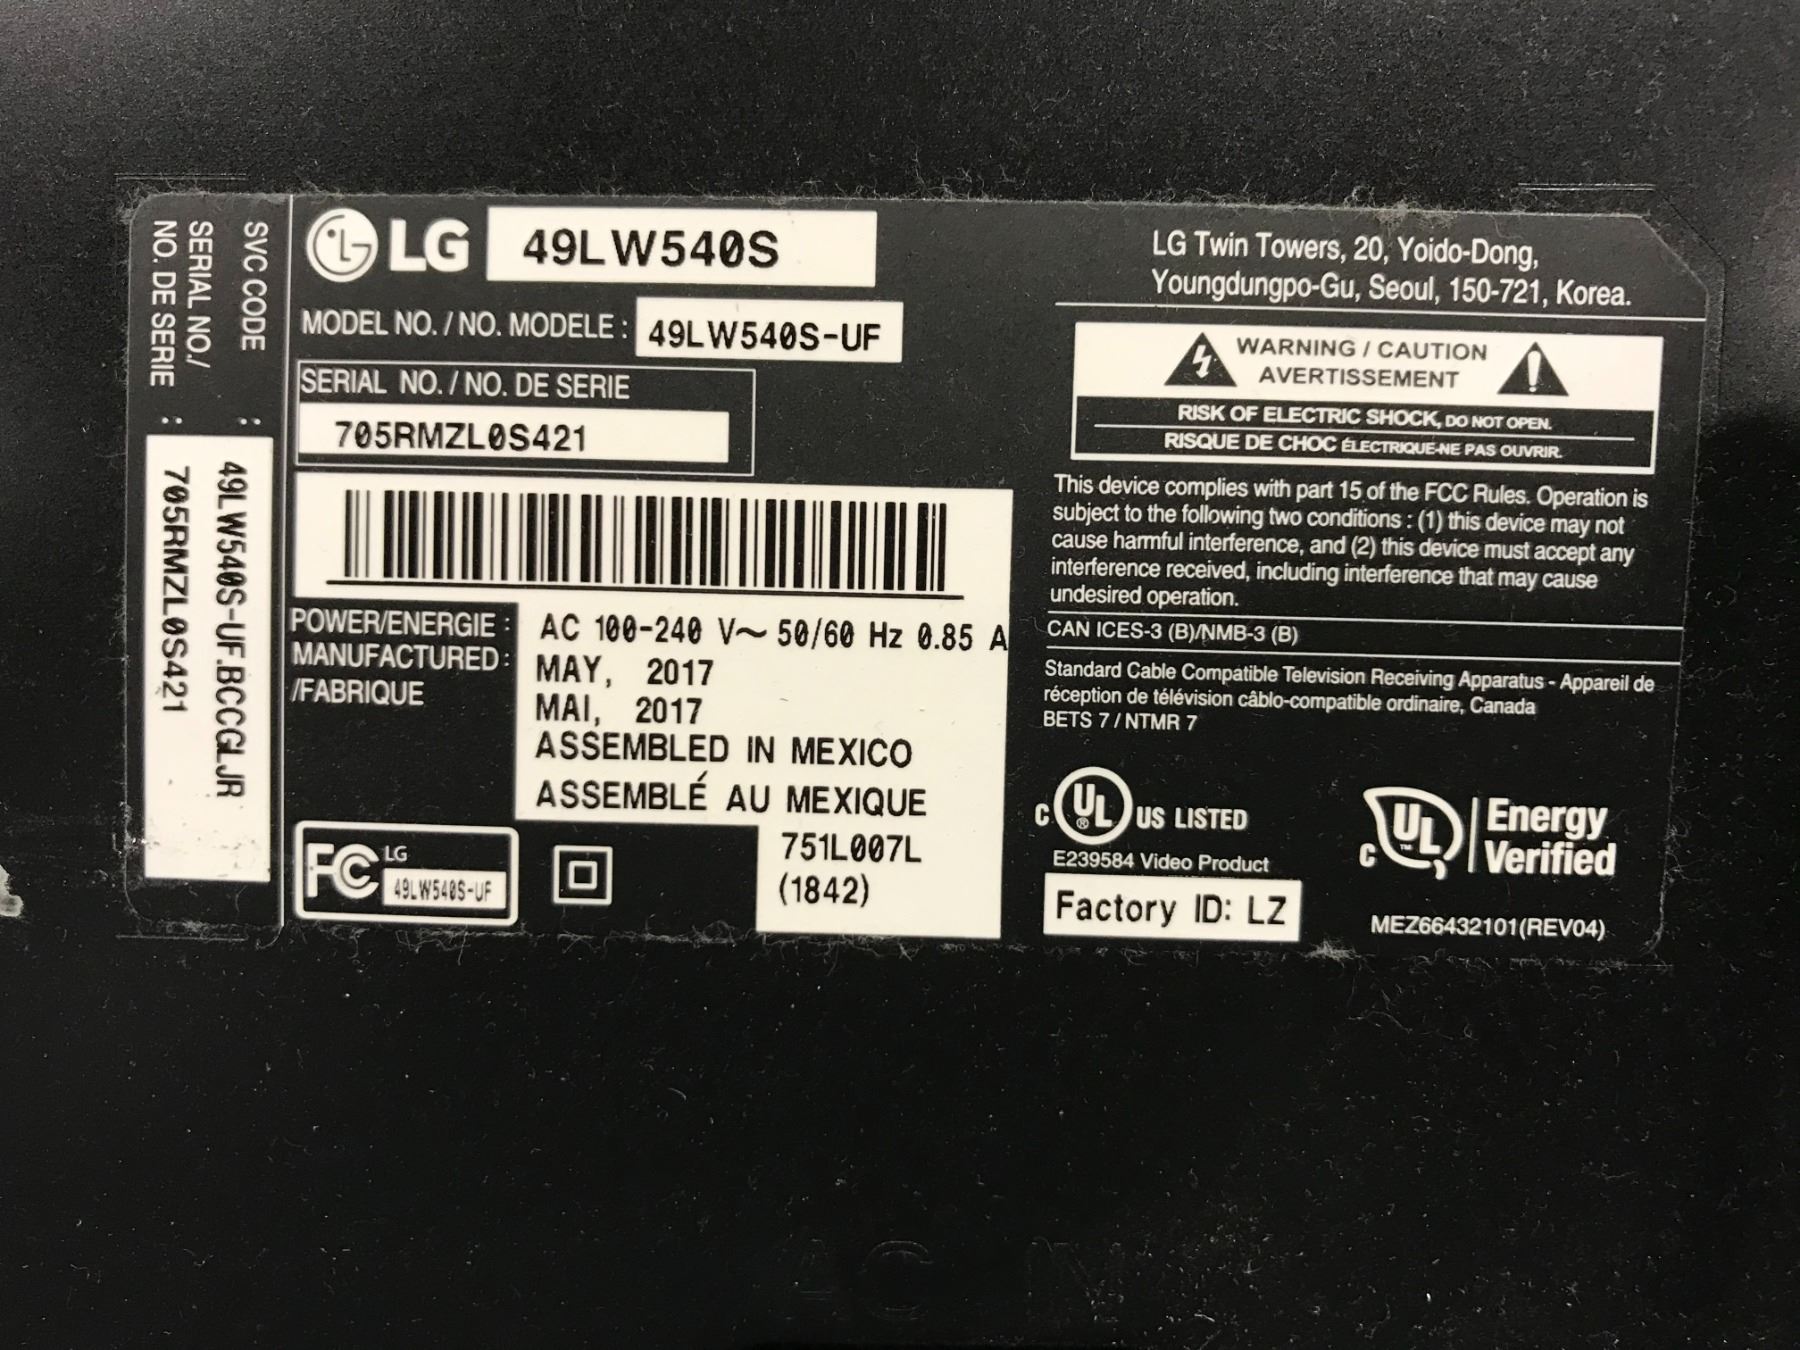 SVC CODE : 49LW540S-UF.BCCGLJR
SERIAL NO./
NO. DE SERIE : 705RMZL0S421
LG 49LW540S
MODEL NO. / NO. MODELE : 49LW540S-UF
SERIAL NO. / NO. DE SERIE
705RMZL0S421
POWER/ENERGIE : AC 100-240 V~ 50/60 Hz 0.85 A
MANUFACTURED : MAY, 2017
/FABRIQUE MAI, 2017
ASSEMBLED IN MEXICO
ASSEMBLÉ AU MEXIQUE
751L007L
(1842)
FC LG
49LW540S-UF
LG Twin Towers, 20, Yoido-Dong,
Youngdungpo-Gu, Seoul, 150-721, Korea.
WARNING / CAUTION
AVERTISSEMENT
RISK OF ELECTRIC SHOCK, DO NOT OPEN.
RISQUE DE CHOC ÉLECTRIQUE-NE PAS OUVRIR.
This device complies with part 15 of the FCC Rules. Operation is
subject to the following two conditions : (1) this device may not
cause harmful interference, and (2) this device must accept any
interference received, including interference that may cause
undesired operation.
CAN ICES-3 (B)/NMB-3 (B)
Standard Cable Compatible Television Receiving Apparatus - Appareil de
réception de télévision câblo-compatible ordinaire, Canada
BETS 7 / NTMR 7
C UL ® US LISTED
E239584 Video Product
Factory ID: LZ
C UL ™ Energy
Verified
MEZ66432101(REV04)
AC IN